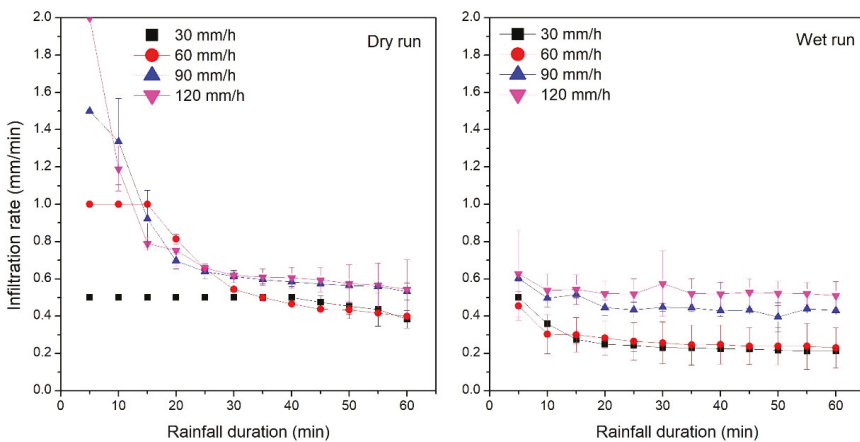 2.0
1.8
1.6
1.4
1.2
1.0
0.8
0.6
0.4
0.2
0.0
Infiltration rate (mm/min)
30 mm/h
60 mm/h
90 mm/h
120 mm/h
Dry run
0 10 20 30 40 50 60
Rainfall duration (min)
2.0
1.8
1.6
1.4
1.2
1.0
0.8
0.6
0.4
0.2
0.0
30 mm/h
60 mm/h
90 mm/h
120 mm/h
Wet run
0 10 20 30 40 50 60
Rainfall duration (min)